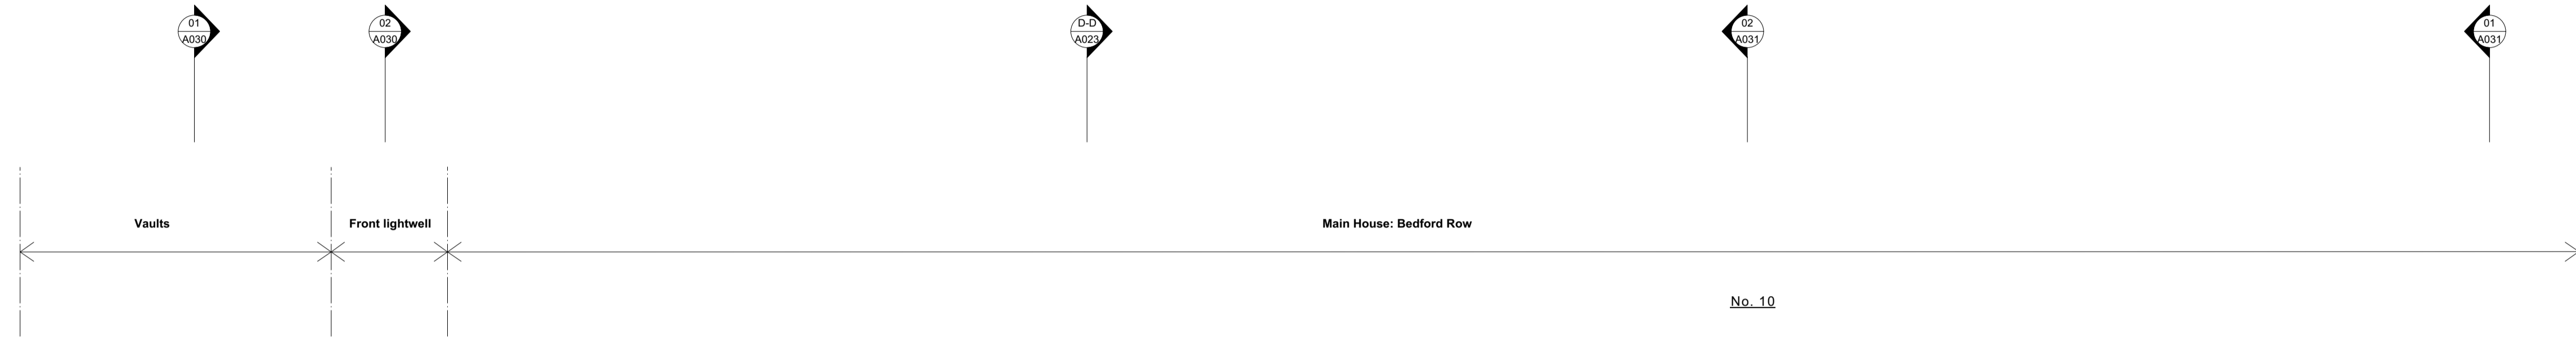 01
A030
02
A030
D-D
A023
02
A031
01
A031
Vaults
Front lightwell
Main House: Bedford Row
No. 10